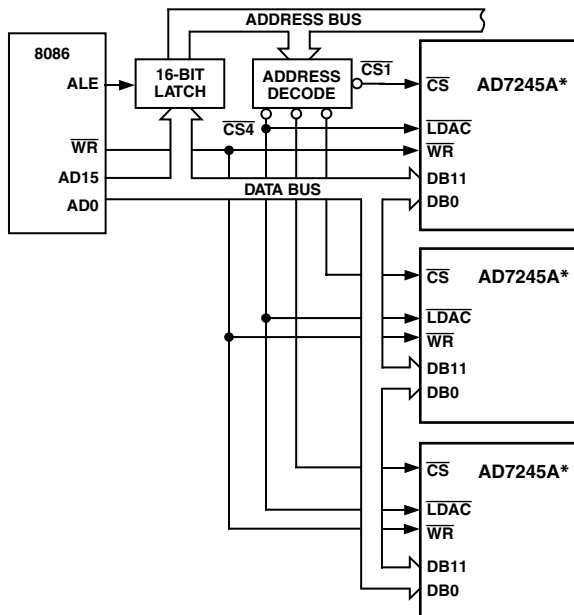 ADDRESS BUS
8086
ALE
16-BIT
LATCH
ADDRESS
DECODE
CS1
CS
AD7245A*
CS4
LDAC
WR
WR
AD15
DB11
AD0
DATA BUS
DB0
CS
AD7245A*
LDAC
WR
DB11
DB0
CS
AD7245A*
LDAC
WR
DB11
DB0